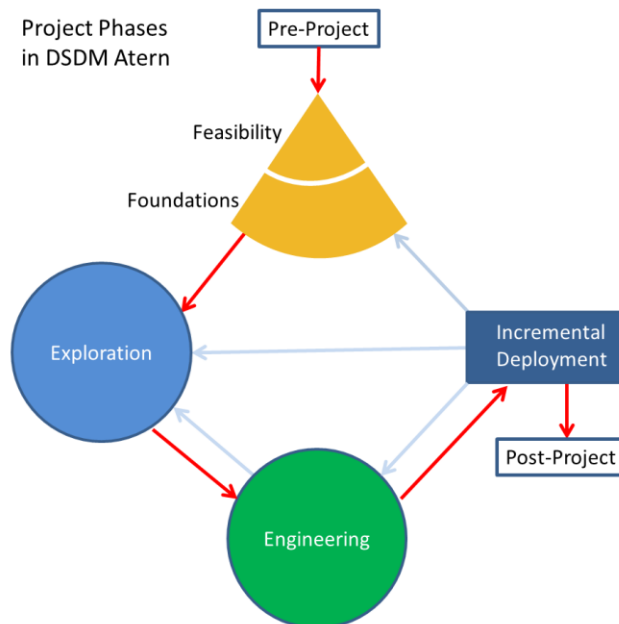 Project Phases
in DSDM Atern
Pre-Project
Feasibility
Foundations
Exploration
Incremental
Deployment
Post-Project
Engineering